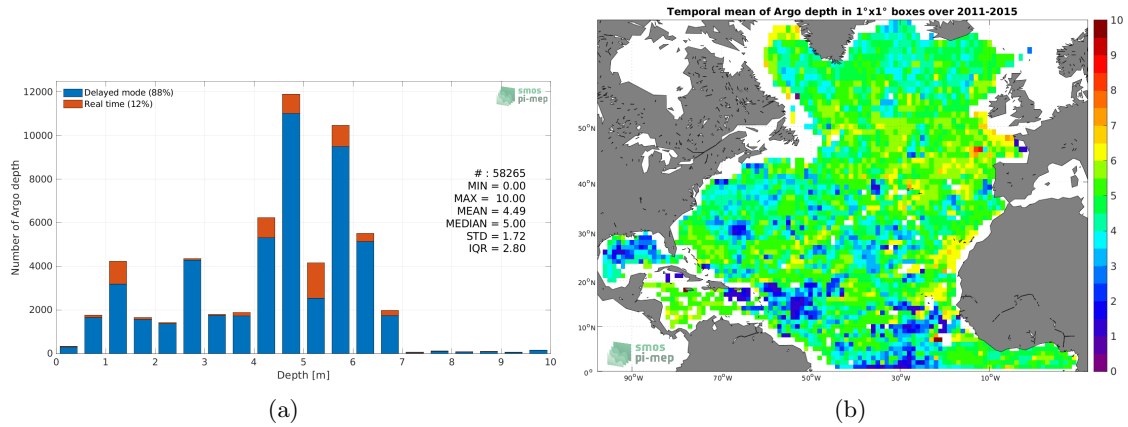 Temporal mean of Argo depth in 1°x1° boxes over 2011-2015
Delayed mode (88%)
Real time (12%)
smos
pi-mep
# : 58265
MIN = 0.00
MAX = 10.00
MEAN = 4.49
MEDIAN = 5.00
STD = 1.72
IQR = 2.80
Number of Argo depth
12000
10000
8000
6000
4000
2000
0
0 1 2 3 4 5 6 7 8 9 10
Depth [m]
(a)
50°N
40°N
30°N
20°N
10°N
0°
90°W 70°W 50°W 30°W 10°W
smos
pi-mep
10
9
8
7
6
5
4
3
2
1
0
(b)